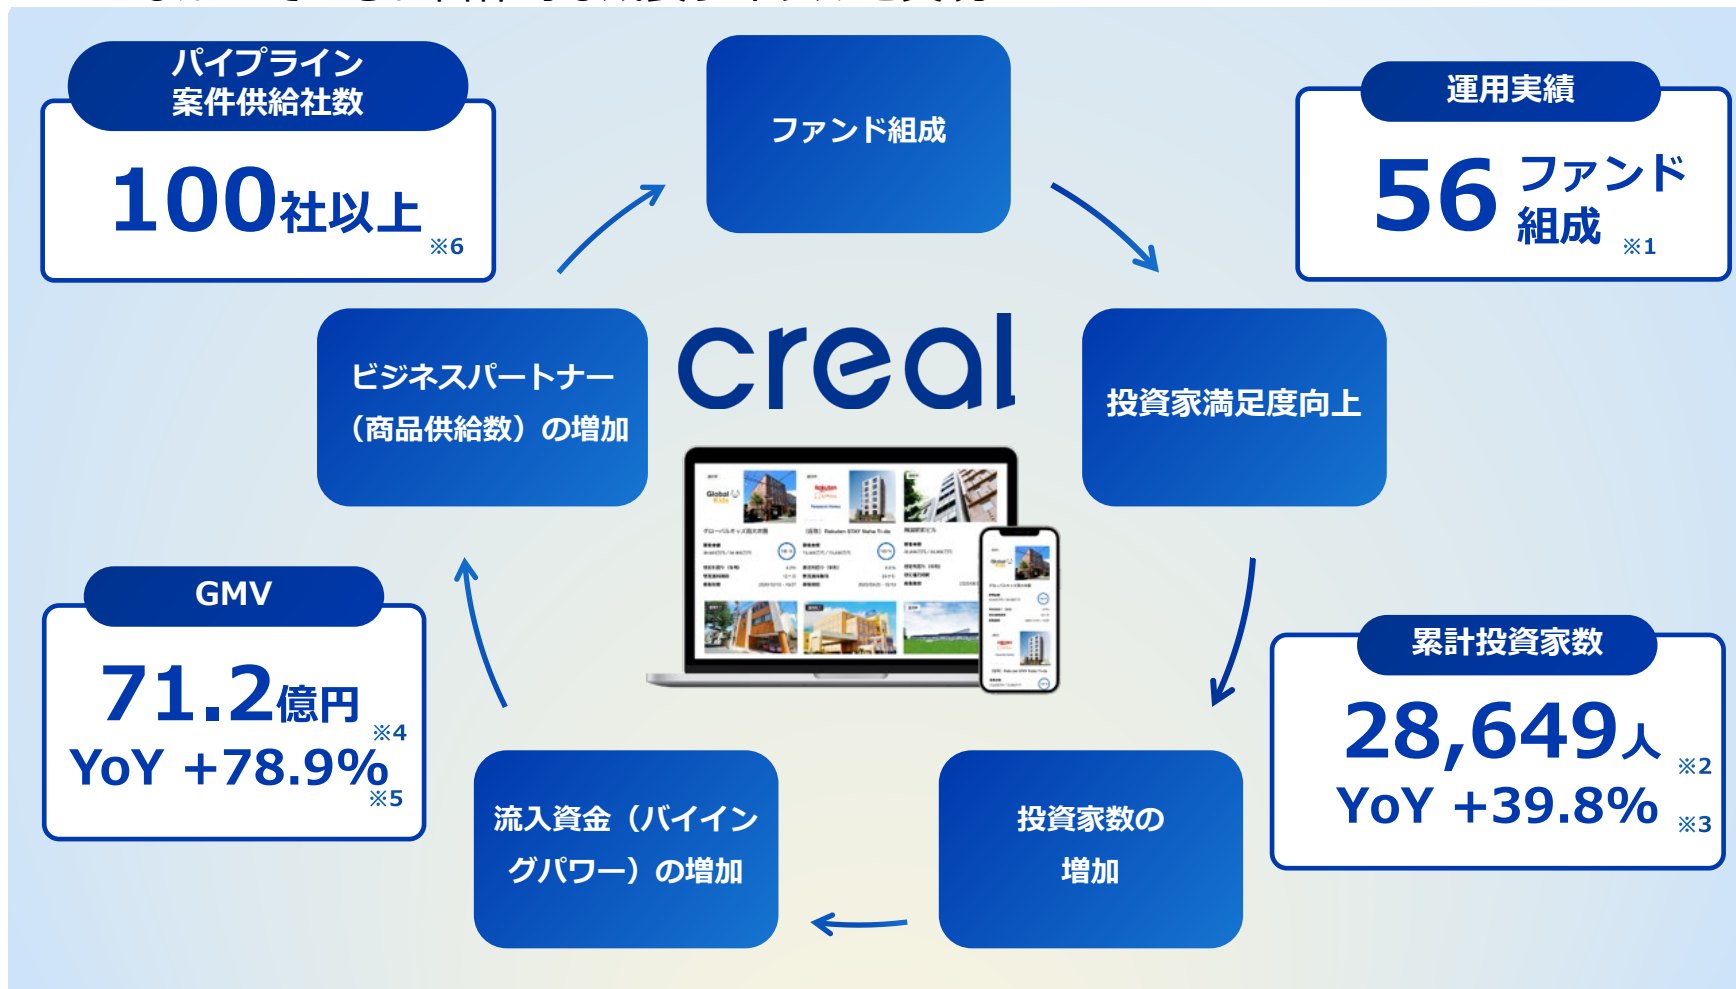 パイプライン
案件供給社数
100社以上
※6
ファンド組成
運用実績
56 ファンド
組成
※1
ビジネスパートナー
（商品供給数）の増加
creal
投資家満足度向上
Global
Kids
GMV
71.2億円
※4
YoY +78.9%
※5
累計投資家数
28,649人
※2
YoY +39.8%
※3
流入資金（バイイン
グパワー）の増加
投資家数の
増加